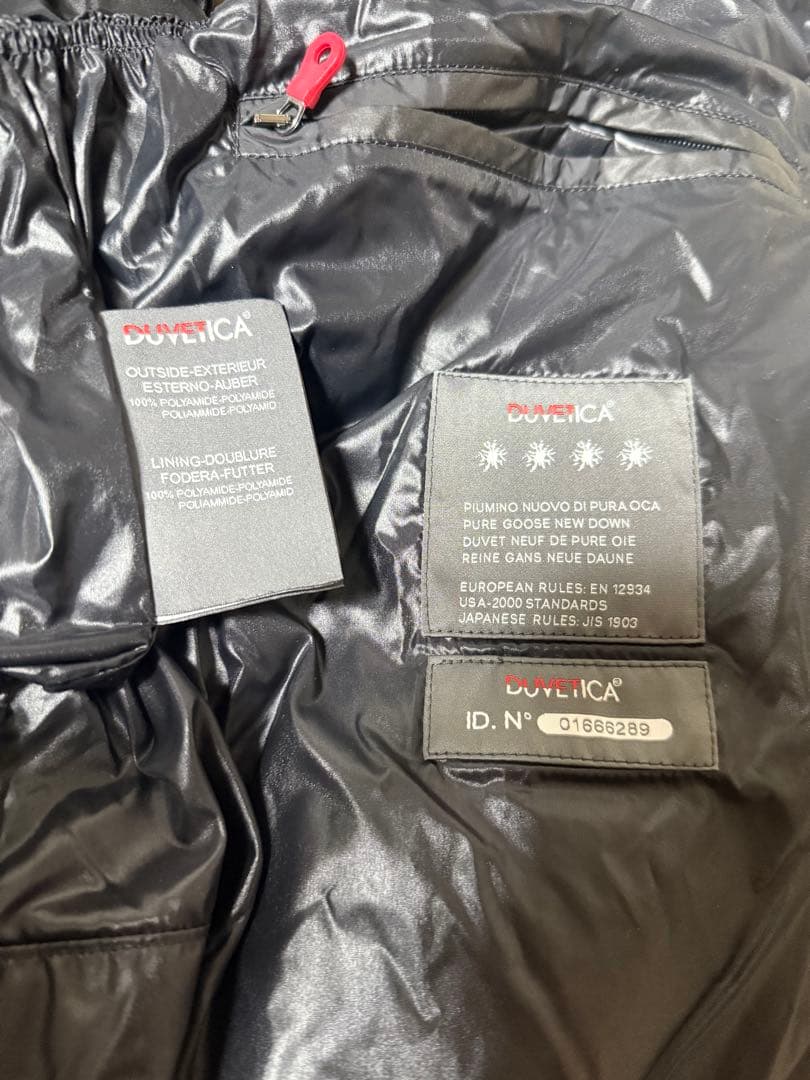 DUVETICA®
OUTSIDE-EXTERIEUR
ESTERNO-AUBER
100% POLYAMIDE-POLYAMIDE
POLIAMMIDE-POLYAMID
LINING-DOUBLURE
FODERA-FUTTER
100% POLYAMIDE-POLYAMIDE
POLIAMMIDE-POLYAMID
DUVETICA®
PIUMINO NUOVO DI PURA OCA
PURE GOOSE NEW DOWN
DUVET NEUF DE PURE OIE
REINE GANS NEUE DAUNE
EUROPEAN RULES: EN 12934
USA-2000 STANDARDS
JAPANESE RULES: JIS 1903
DUVETICA®
ID. N° 01666289